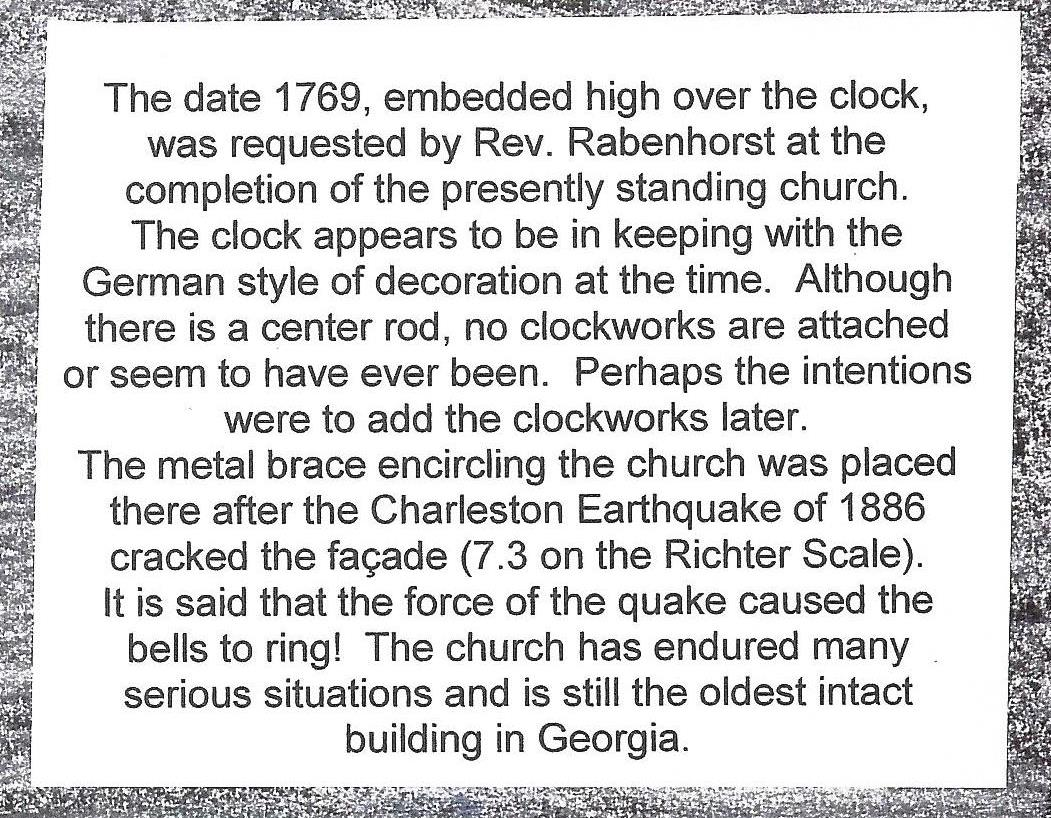 The date 1769, embedded high over the clock,
was requested by Rev. Rabenhorst at the
completion of the presently standing church.
The clock appears to be in keeping with the
German style of decoration at the time.  Although
there is a center rod, no clockworks are attached
or seem to have ever been.  Perhaps the intentions
were to add the clockworks later.
The metal brace encircling the church was placed
there after the Charleston Earthquake of 1886
cracked the façade (7.3 on the Richter Scale).
It is said that the force of the quake caused the
bells to ring!  The church has endured many
serious situations and is still the oldest intact
building in Georgia.